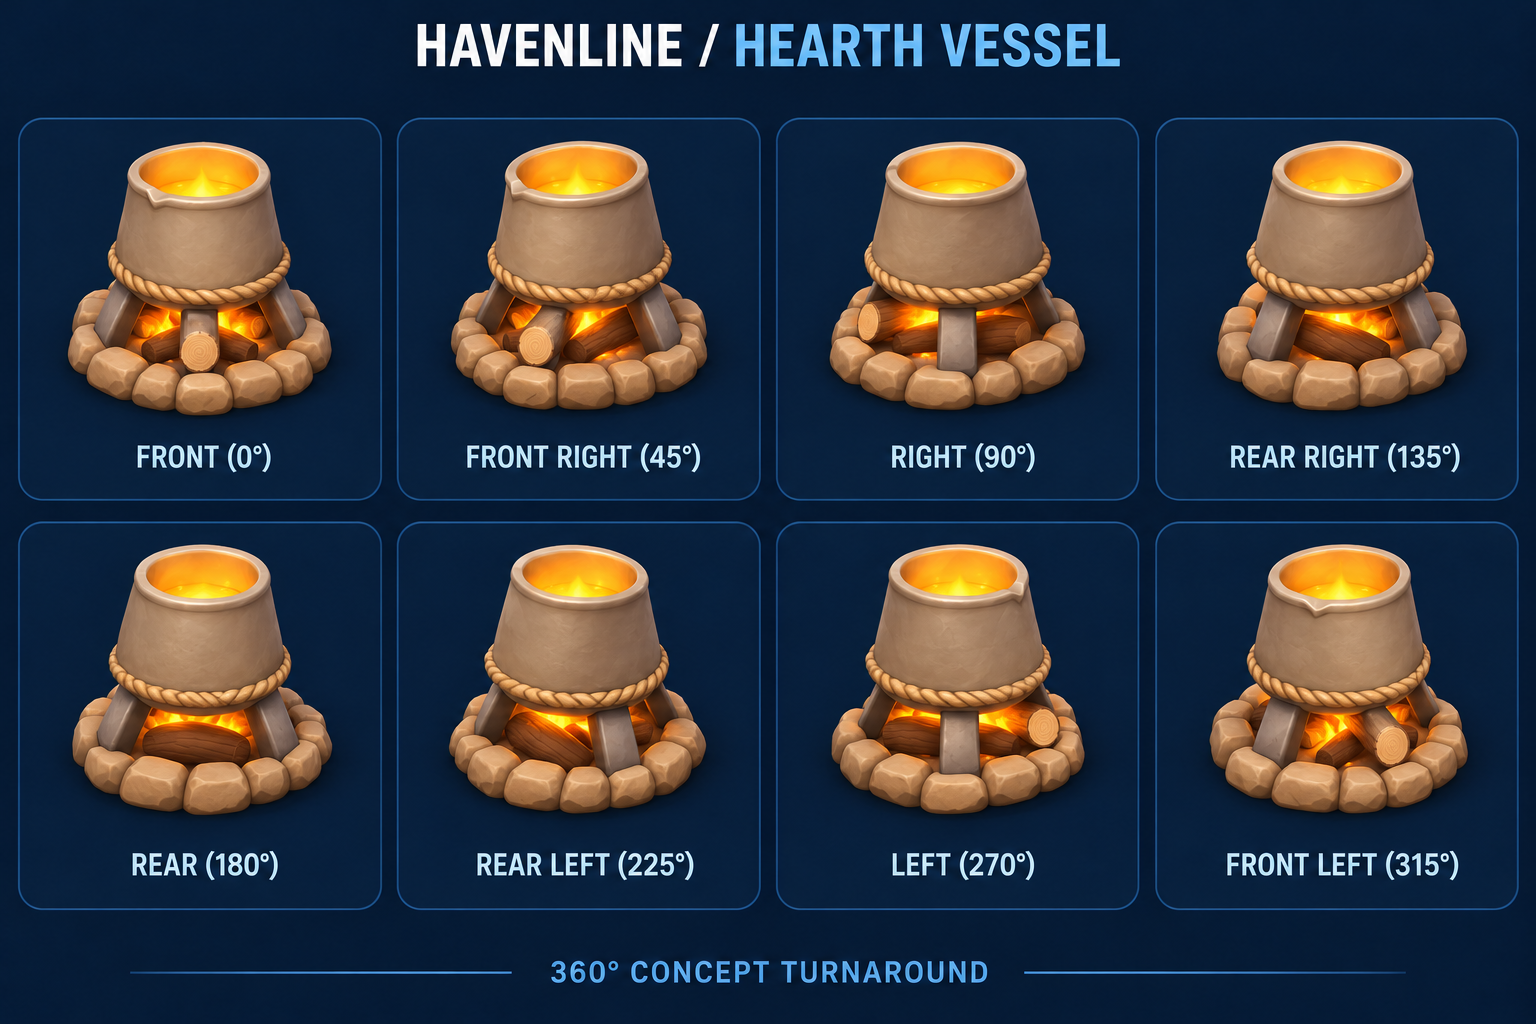 HAVENLINE / HEARTH VESSEL
FRONT (0°)
FRONT RIGHT (45°)
RIGHT (90°)
REAR RIGHT (135°)
REAR (180°)
REAR LEFT (225°)
LEFT (270°)
FRONT LEFT (315°)
360° CONCEPT TURNAROUND